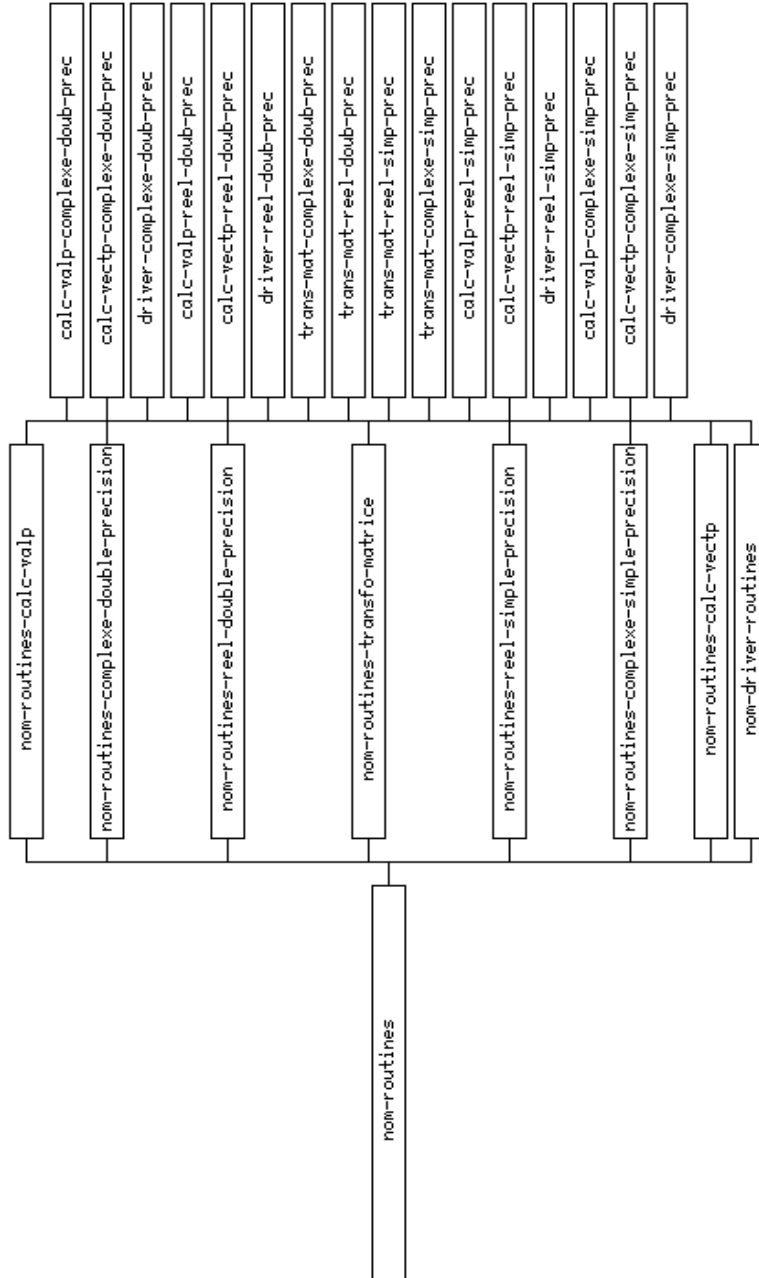 calc-valp-complexe-doub-prec
calc-vectp-complexe-doub-prec
driver-complexe-doub-prec
calc-valp-reel-doub-prec
calc-vectp-reel-doub-prec
driver-reel-doub-prec
trans-mat-complexe-doub-prec
trans-mat-reel-doub-prec
trans-mat-reel-simp-prec
trans-mat-complexe-simp-prec
calc-valp-reel-simp-prec
calc-vectp-reel-simp-prec
driver-reel-simp-prec
calc-valp-complexe-simp-prec
calc-vectp-complexe-simp-prec
driver-complexe-simp-prec
nom-routines-calc-valp
nom-routines-complexe-double-precision
nom-routines-reel-double-precision
nom-routines-transfo-matrice
nom-routines-reel-simple-precision
nom-routines-complexe-simple-precision
nom-routines-calc-vectp
nom-driver-routines
nom-routines